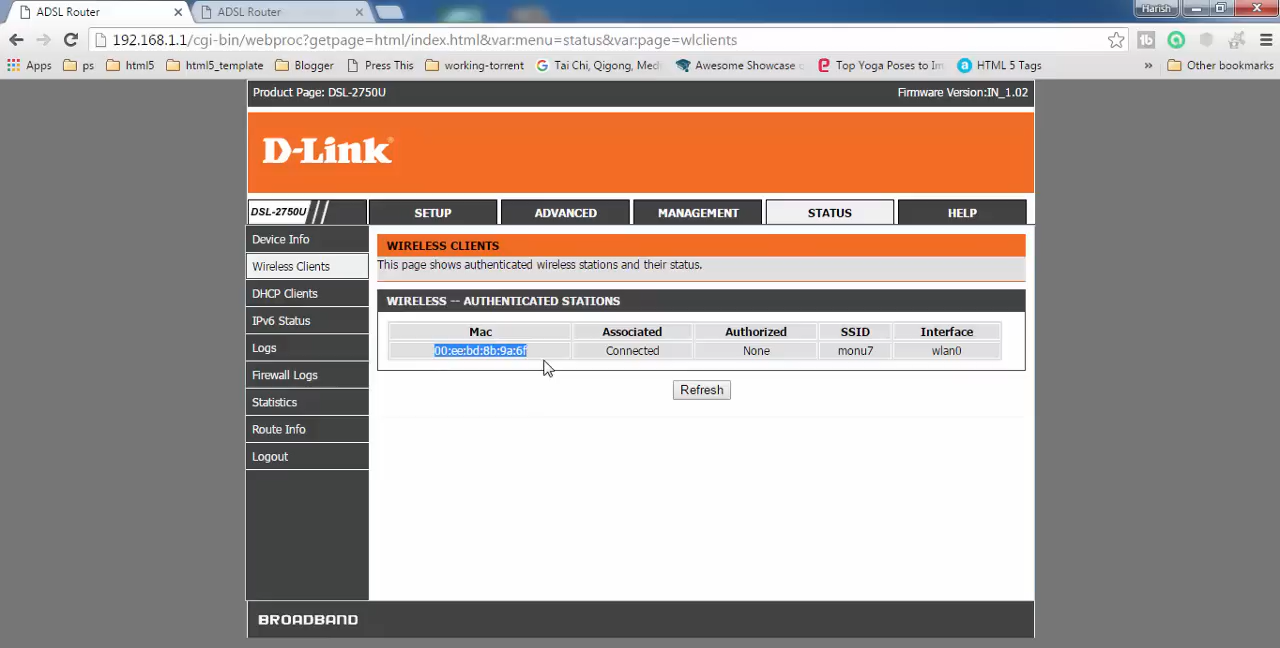 ADSL Router
ADSL Router
Harish
192.168.1.1/cgi-bin/webproc?getpage=html/index.html&var:menu=status&var:page=wlclients
Apps ps html5 html5_template Blogger Press This working-torrent Tai Chi, Qigong, Med Awesome Showcase Top Yoga Poses to Im HTML 5 Tags » Other bookmarks
Product Page: DSL-2750U Firmware Version:IN_1.02
D-Link
DSL-2750U SETUP ADVANCED MANAGEMENT STATUS HELP
Device Info
Wireless Clients
DHCP Clients
IPv6 Status
Logs
Firewall Logs
Statistics
Route Info
Logout
WIRELESS CLIENTS
This page shows authenticated wireless stations and their status.
WIRELESS -- AUTHENTICATED STATIONS
Mac Associated Authorized SSID Interface
00:ee:bd:8b:9a:6f Connected None monu7 wlan0
Refresh
BROADBAND